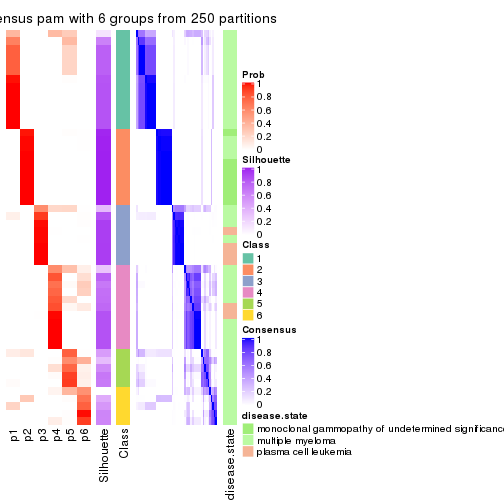 ensus pam with 6 groups from 250 partitions
Prob
1
0.8
0.6
0.4
0.2
0
Silhouette
1
0.8
0.6
0.4
0.2
0
Class
1
2
3
4
5
6
Consensus
1
0.8
0.6
0.4
0.2
0
disease.state
monoclonal gammopathy of undetermined significance
multiple myeloma
plasma cell leukemia
p1
p2
p3
p4
p5
p6
Silhouette
Class
disease.state